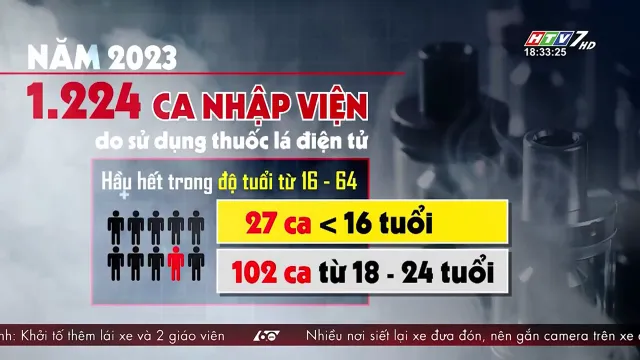 NĂM 2023
HTV7 HD
18:33:25
1.224 CA NHẬP VIỆN
do sử dụng thuốc lá điện tử
Hầu hết trong độ tuổi từ 16 - 64
27 ca < 16 tuổi
102 ca từ 18 - 24 tuổi
nh: Khởi tố thêm lái xe và 2 giáo viên
60
Nhiều nơi siết lại xe đưa đón, nên gắn camera trên xe